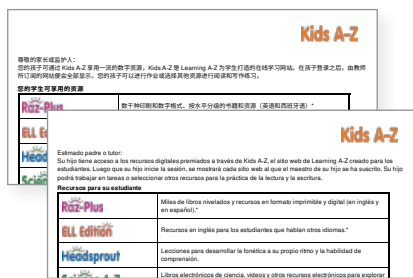 Kids A-Z
尊敬的家长或监护人：
您的孩子可通过 Kids A-Z 享用一流的数字资源，Kids A-Z 是 Learning A-Z 为学生打造的在线学习网站。在孩子登录之后，由教师
所订阅的网站便会全部显示。您的孩子可以进行作业或选择其他资源进行阅读和写作练习。
您的学生可享用的资源
Raz-Plus
数千种印刷和数字格式、按水平分级的书籍和资源（英语和西班牙语）*
ELL
Head
Kids A-Z
Estimado padre o tutor:
Su hijo tiene acceso a los recursos digitales premiados a través de Kids A-Z, el sitio web de Learning A-Z creado para los
estudiantes. Luego que su hijo inicie la sesión, se mostrará cada sitio web al que el maestro de su hijo se ha suscrito. Su hijo
podrá trabajar en tareas o seleccionar otros recursos para la práctica de la lectura y la escritura.
Recursos para su estudiante
Raz-Plus
Miles de libros nivelados y recursos en formato imprimible y digital (en inglés y
en español).*
ELL Edition
Recursos en inglés para los estudiantes que hablan otros idiomas.*
Headsprout
Lecciones para desarrollar la fonética a su propio ritmo y la habilidad de
comprensión.
Libros electrónicos de ciencia, videos y otros recursos electrónicos para explorar